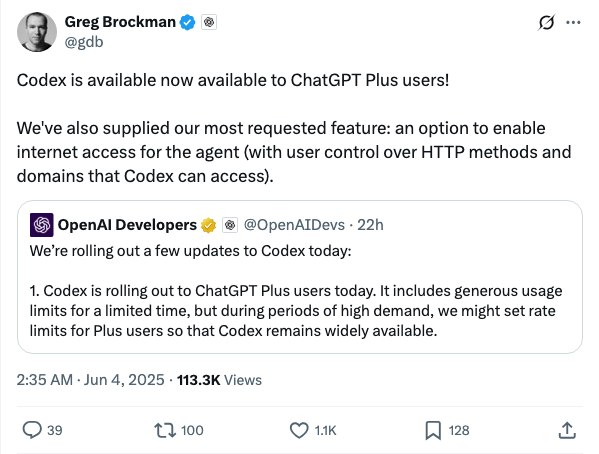 Greg Brockman
@gdb
Codex is available now available to ChatGPT Plus users!
We've also supplied our most requested feature: an option to enable
internet access for the agent (with user control over HTTP methods and
domains that Codex can access).
OpenAI Developers @OpenAIDevs · 22h
We’re rolling out a few updates to Codex today:
1. Codex is rolling out to ChatGPT Plus users today. It includes generous usage
limits for a limited time, but during periods of high demand, we might set rate
limits for Plus users so that Codex remains widely available.
2:35 AM · Jun 4, 2025 · 113.3K Views
39 100 1.1K 128